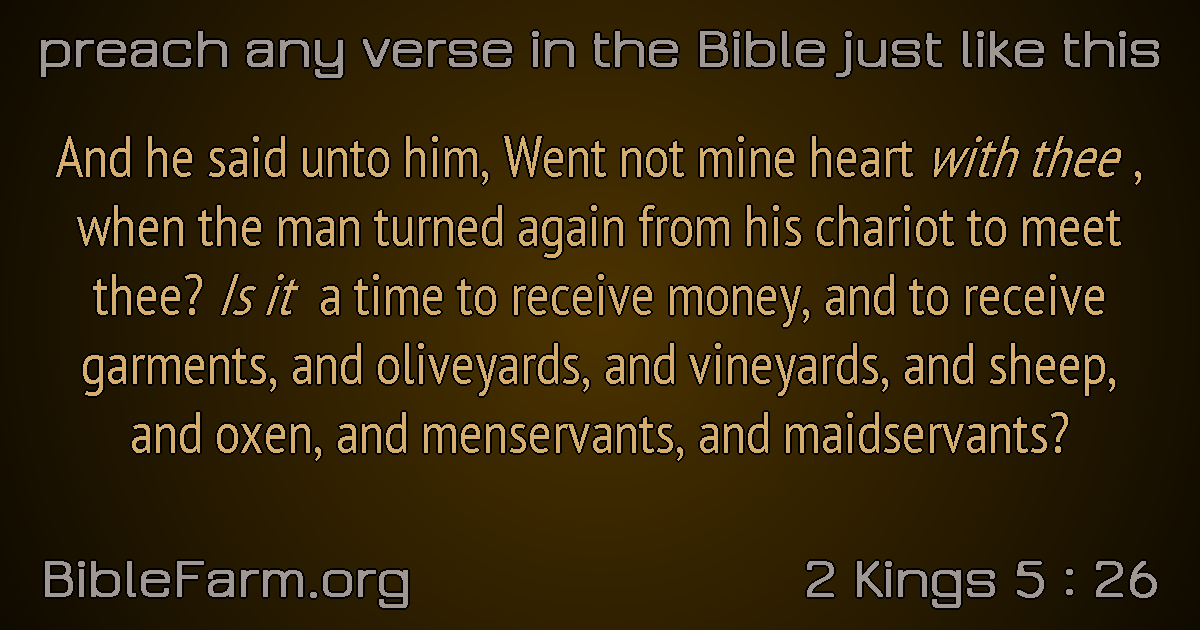 preach any verse in the Bible just like this
And he said unto him, Went not mine heart with thee ,
when the man turned again from his chariot to meet
thee? Is it a time to receive money, and to receive
garments, and oliveyards, and vineyards, and sheep,
and oxen, and menservants, and maidservants?
BibleFarm.org
2 Kings 5 : 26